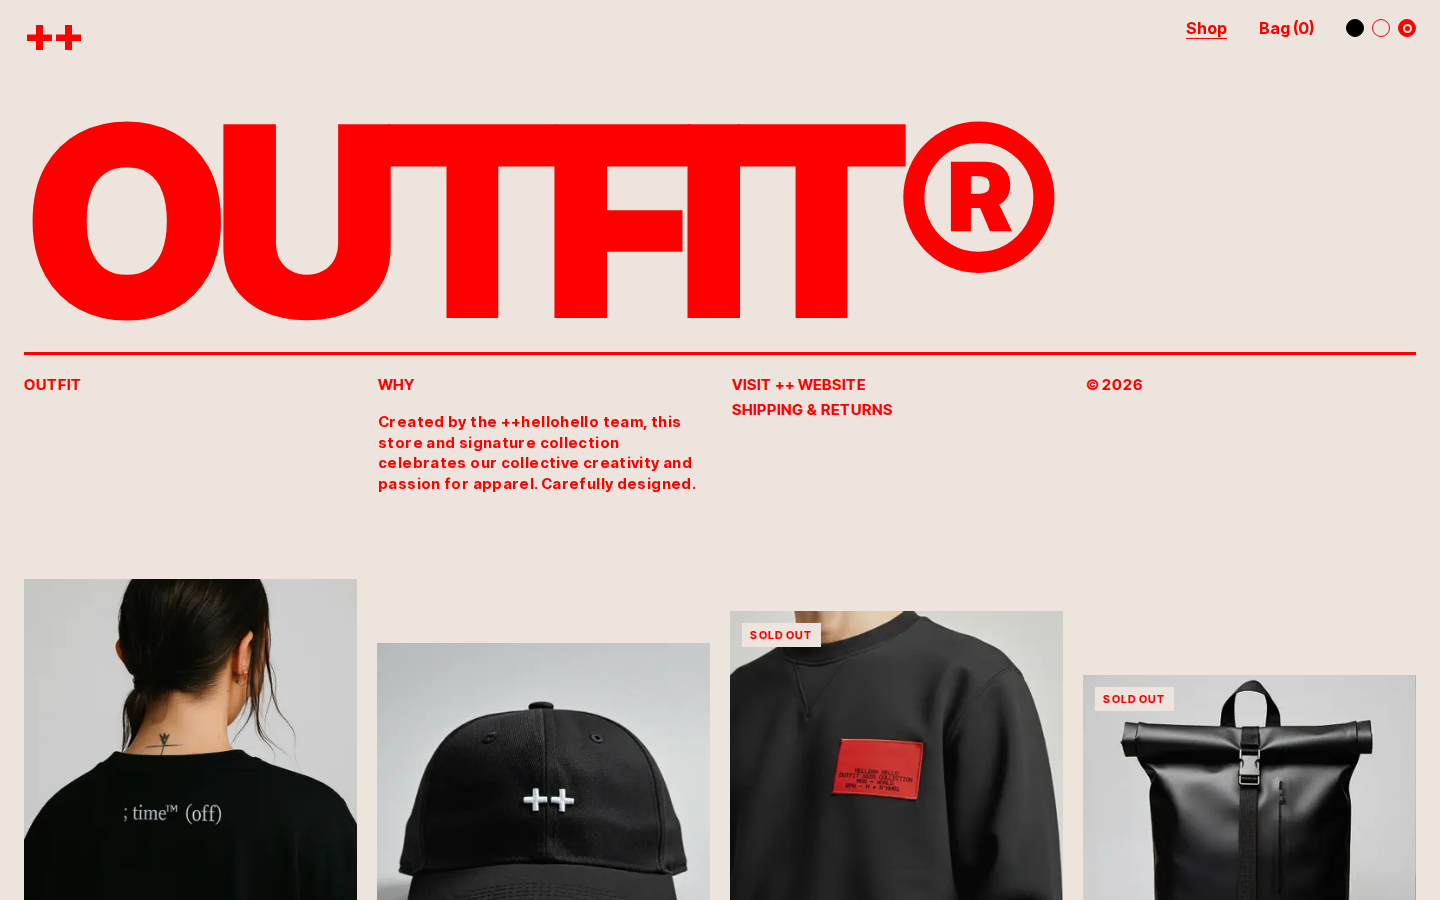 ++
Shop
Bag (0)
OUTFIT®
OUTFIT
WHY
Created by the ++hellohello team, this
store and signature collection
celebrates our collective creativity and
passion for apparel. Carefully designed.
VISIT ++ WEBSITE
SHIPPING & RETURNS
© 2026
; time™ (off)
++
SOLD OUT
SOLD OUT